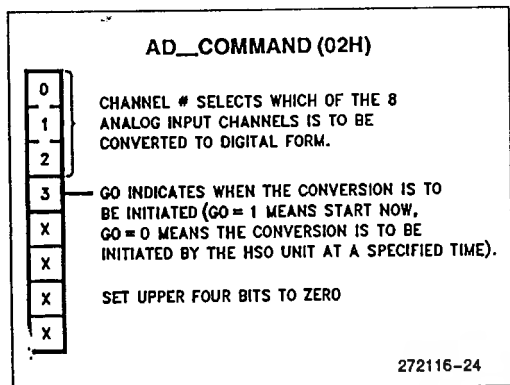 AD__COMMAND (02H)
0
1
2
CHANNEL # SELECTS WHICH OF THE 8
ANALOG INPUT CHANNELS IS TO BE
CONVERTED TO DIGITAL FORM.
3
GO INDICATES WHEN THE CONVERSION IS TO
BE INITIATED (GO = 1 MEANS START NOW,
GO = 0 MEANS THE CONVERSION IS TO BE
INITIATED BY THE HSO UNIT AT A SPECIFIED TIME).
X
X
X
SET UPPER FOUR BITS TO ZERO
X
272116-24